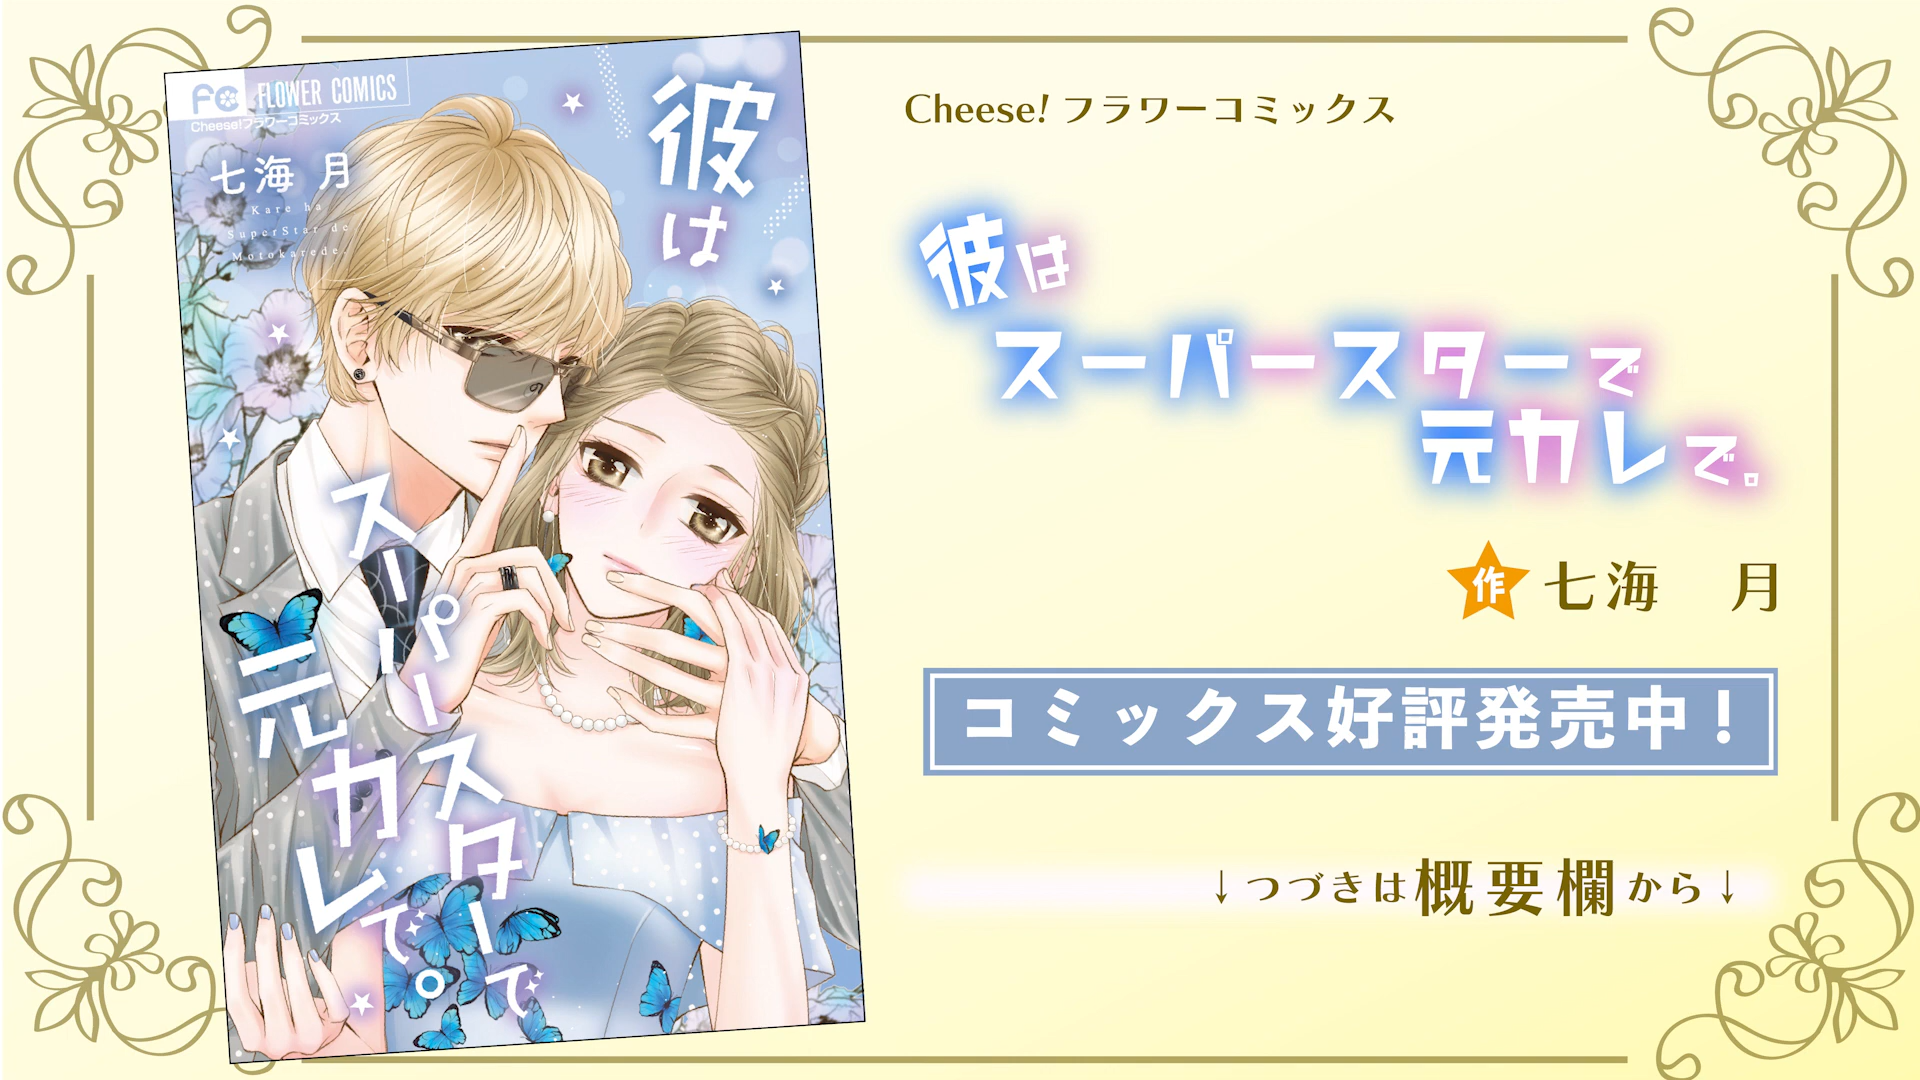 FC FLOWER COMICS
Cheese!フラワーコミックス
七海 月
Kare ha
SuperStar de
Motokarede.
彼は
スーパースターで
元カレで。
Cheese! フラワーコミックス
彼は
スーパースターで
元カレで。
作 七海 月
コミックス好評発売中！
↓つづきは概要欄から↓